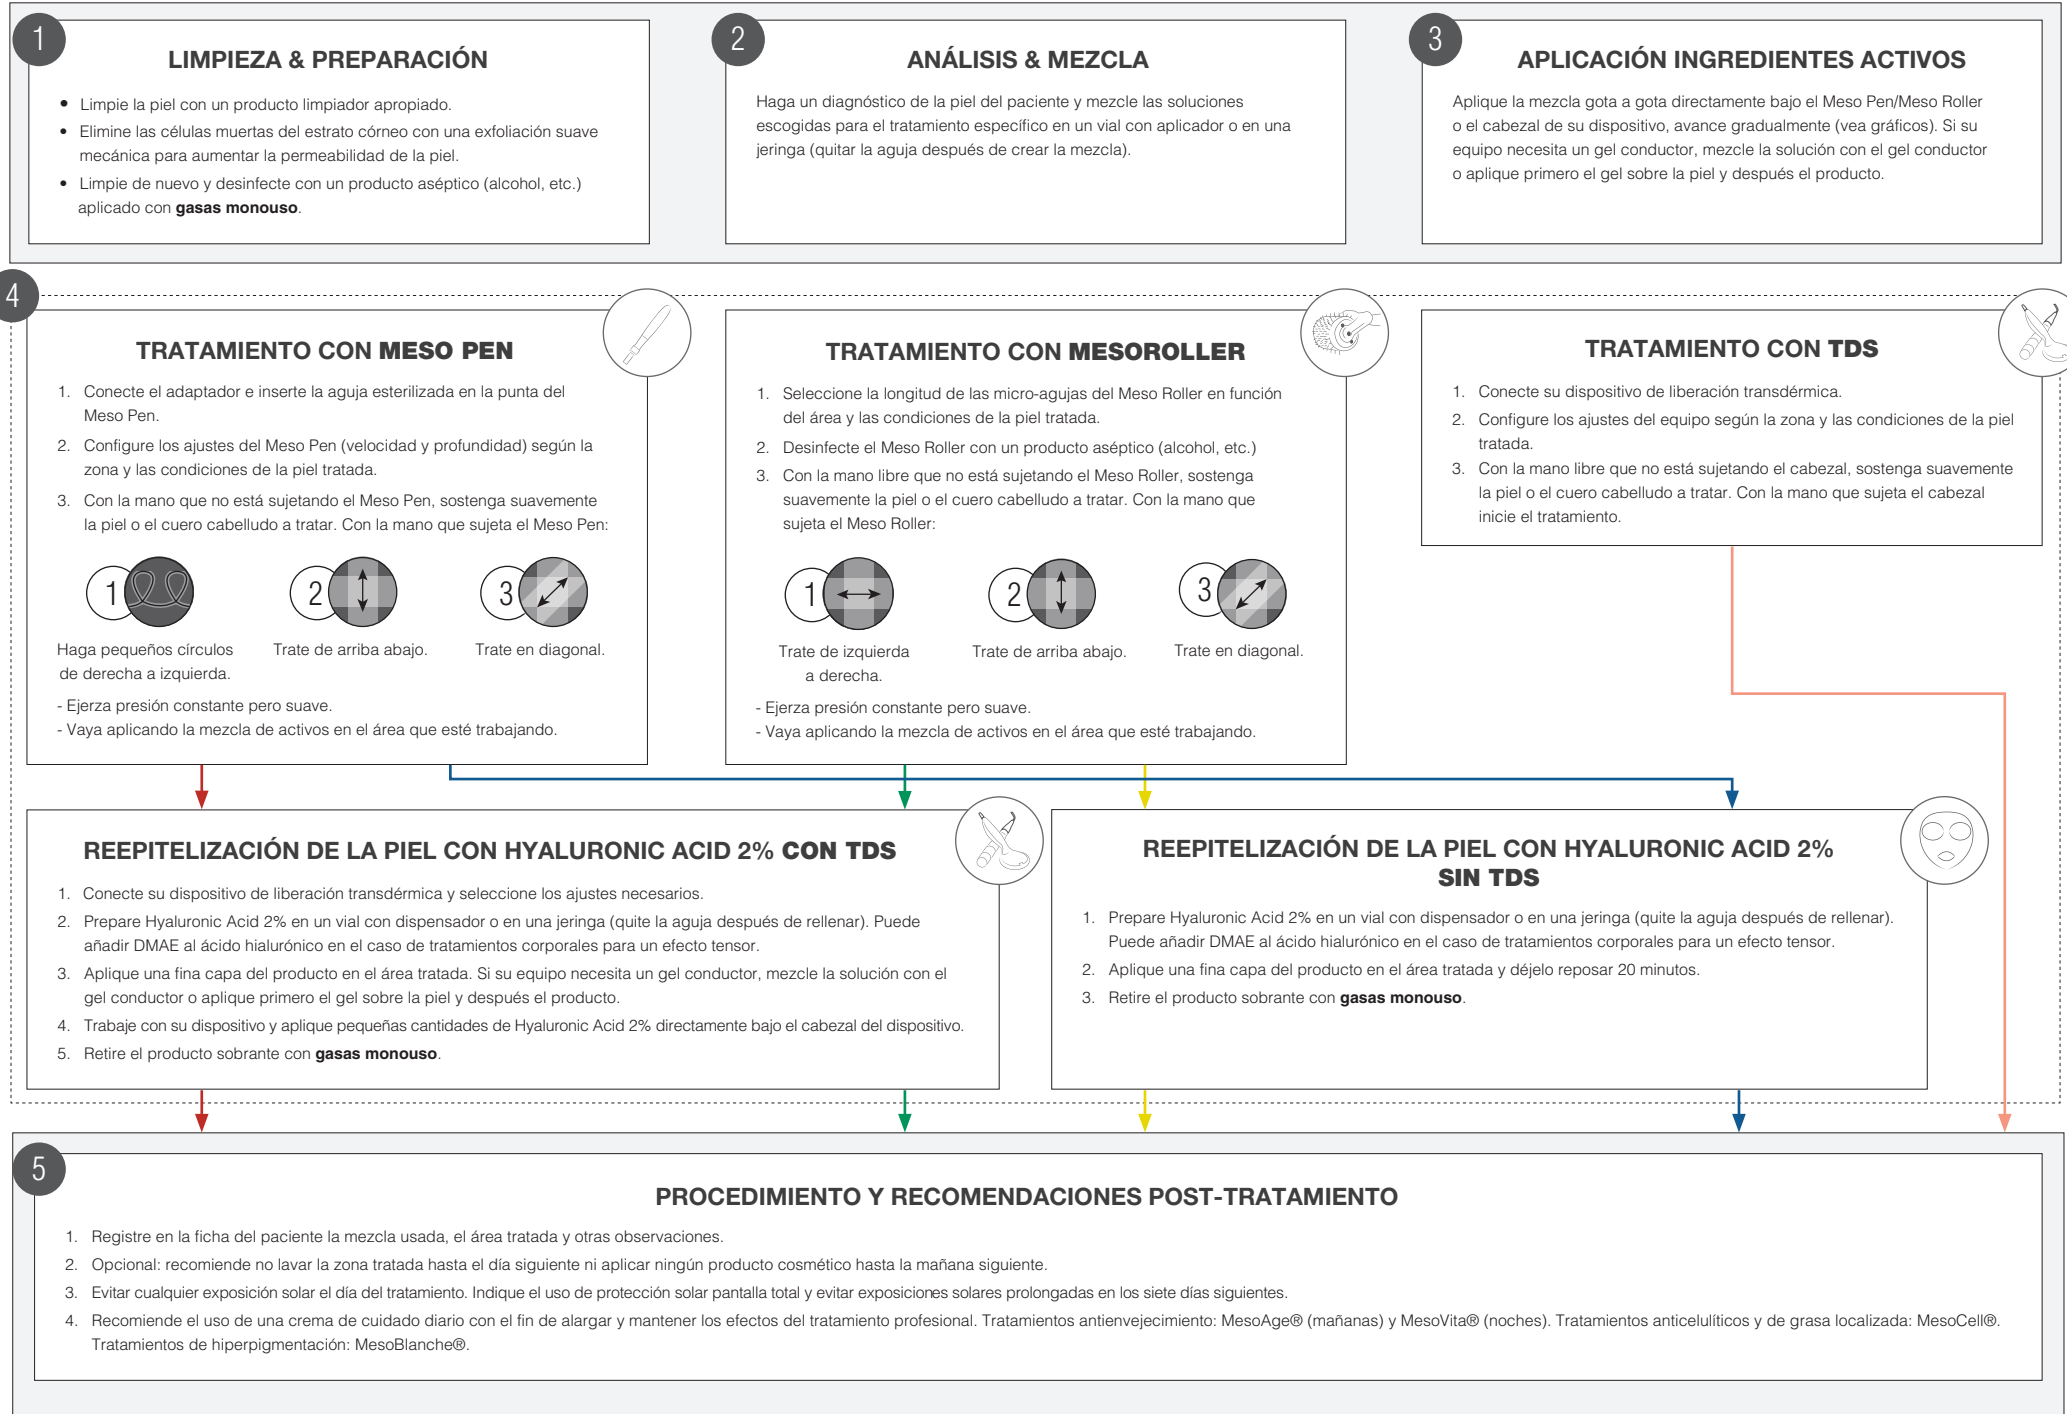 1
LIMPIEZA & PREPARACIÓN
• Limpie la piel con un producto limpiador apropiado.
• Elimine las células muertas del estrato córneo con una exfoliación suave
mecánica para aumentar la permeabilidad de la piel.
• Limpie de nuevo y desinfecte con un producto aséptico (alcohol, etc.)
aplicado con gasas monouso.
2
ANÁLISIS & MEZCLA
Haga un diagnóstico de la piel del paciente y mezcle las soluciones
escogidas para el tratamiento específico en un vial con aplicador o en una
jeringa (quitar la aguja después de crear la mezcla).
3
APLICACIÓN INGREDIENTES ACTIVOS
Aplique la mezcla gota a gota directamente bajo el Meso Pen/Meso Roller
o el cabezal de su dispositivo, avance gradualmente (vea gráficos). Si su
equipo necesita un gel conductor, mezcle la solución con el gel conductor
o aplique primero el gel sobre la piel y después el producto.
4
TRATAMIENTO CON MESO PEN
1. Conecte el adaptador e inserte la aguja esterilizada en la punta del
Meso Pen.
2. Configure los ajustes del Meso Pen (velocidad y profundidad) según la
zona y las condiciones de la piel tratada.
3. Con la mano que no está sujetando el Meso Pen, sostenga suavemente
la piel o el cuero cabelludo a tratar. Con la mano que sujeta el Meso Pen:
1
2
3
Haga pequeños círculos
de derecha a izquierda.
Trate de arriba abajo.
Trate en diagonal.
- Ejerza presión constante pero suave.
- Vaya aplicando la mezcla de activos en el área que esté trabajando.
TRATAMIENTO CON MESOROLLER
1. Seleccione la longitud de las micro-agujas del Meso Roller en función
del área y las condiciones de la piel tratada.
2. Desinfecte el Meso Roller con un producto aséptico (alcohol, etc.)
3. Con la mano libre que no está sujetando el Meso Roller, sostenga
suavemente la piel o el cuero cabelludo a tratar. Con la mano que
sujeta el Meso Roller:
1
2
3
Trate de izquierda
a derecha.
Trate de arriba abajo.
Trate en diagonal.
- Ejerza presión constante pero suave.
- Vaya aplicando la mezcla de activos en el área que esté trabajando.
TRATAMIENTO CON TDS
1. Conecte su dispositivo de liberación transdérmica.
2. Configure los ajustes del equipo según la zona y las condiciones de la piel
tratada.
3. Con la mano libre que no está sujetando el cabezal, sostenga suavemente
la piel o el cuero cabelludo a tratar. Con la mano que sujeta el cabezal
inicie el tratamiento.
REEPITELIZACIÓN DE LA PIEL CON HYALURONIC ACID 2% CON TDS
1. Conecte su dispositivo de liberación transdérmica y seleccione los ajustes necesarios.
2. Prepare Hyaluronic Acid 2% en un vial con dispensador o en una jeringa (quite la aguja después de rellenar). Puede
añadir DMAE al ácido hialurónico en el caso de tratamientos corporales para un efecto tensor.
3. Aplique una fina capa del producto en el área tratada. Si su equipo necesita un gel conductor, mezcle la solución con el
gel conductor o aplique primero el gel sobre la piel y después el producto.
4. Trabaje con su dispositivo y aplique pequeñas cantidades de Hyaluronic Acid 2% directamente bajo el cabezal del dispositivo.
5. Retire el producto sobrante con gasas monouso.
REEPITELIZACIÓN DE LA PIEL CON HYALURONIC ACID 2%
SIN TDS
1. Prepare Hyaluronic Acid 2% en un vial con dispensador o en una jeringa (quite la aguja después de rellenar).
Puede añadir DMAE al ácido hialurónico en el caso de tratamientos corporales para un efecto tensor.
2. Aplique una fina capa del producto en el área tratada y déjelo reposar 20 minutos.
3. Retire el producto sobrante con gasas monouso.
5
PROCEDIMIENTO Y RECOMENDACIONES POST-TRATAMIENTO
1. Registre en la ficha del paciente la mezcla usada, el área tratada y otras observaciones.
2. Opcional: recomiende no lavar la zona tratada hasta el día siguiente ni aplicar ningún producto cosmético hasta la mañana siguiente.
3. Evitar cualquier exposición solar el día del tratamiento. Indique el uso de protección solar pantalla total y evitar exposiciones solares prolongadas en los siete días siguientes.
4. Recomiende el uso de una crema de cuidado diario con el fin de alargar y mantener los efectos del tratamiento profesional. Tratamientos antienvejecimiento: MesoAge® (mañanas) y MesoVita® (noches). Tratamientos anticelulíticos y de grasa localizada: MesoCell®.
Tratamientos de hiperpigmentación: MesoBlanche®.